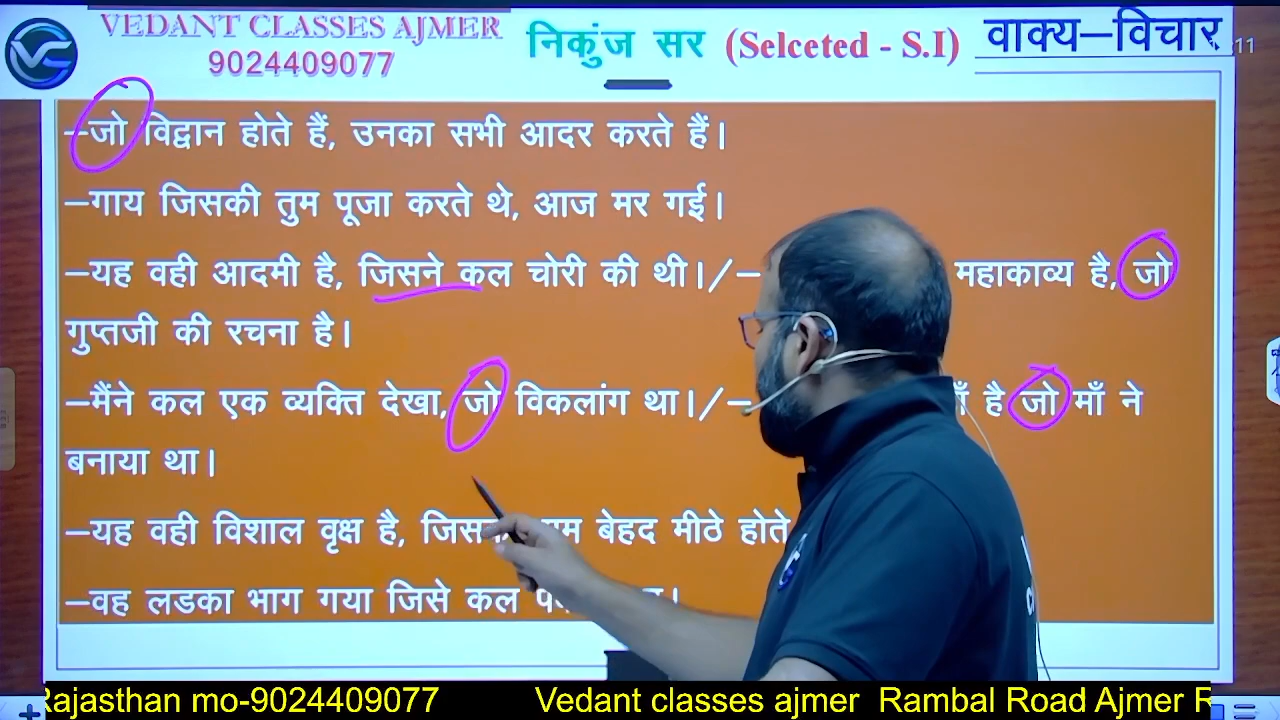 VEDANT CLASSES AJMER
9024409077
निकुंज सर (Selceted - S.I)
वाक्य–विचार
11
–जो विद्वान होते हैं, उनका सभी आदर करते हैं।
–गाय जिसकी तुम पूजा करते थे, आज मर गई।
–यह वही आदमी है, जिसने कल चोरी की थी।/– महाकाव्य है, जो
गुप्तजी की रचना है।
–मैंने कल एक व्यक्ति देखा, जो विकलांग था।/– है जो माँ ने
बनाया था।
–यह वही विशाल वृक्ष है, बेहद मीठे होते
–वह लडका भाग गया जिसे कल
Rajasthan mo-9024409077 Vedant classes ajmer Rambal Road Ajmer R